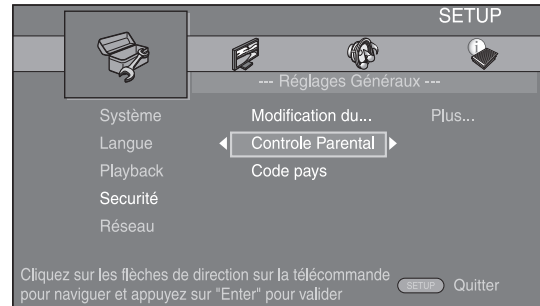 SETUP
--- Réglages Généraux ---
Système
Modification du...
Plus...
Langue
Controle Parental
Playback
Code pays
Securité
Réseau
Cliquez sur les flèches de direction sur la télécommande
pour naviguer et appuyez sur "Enter" pour valider
SETUP Quitter